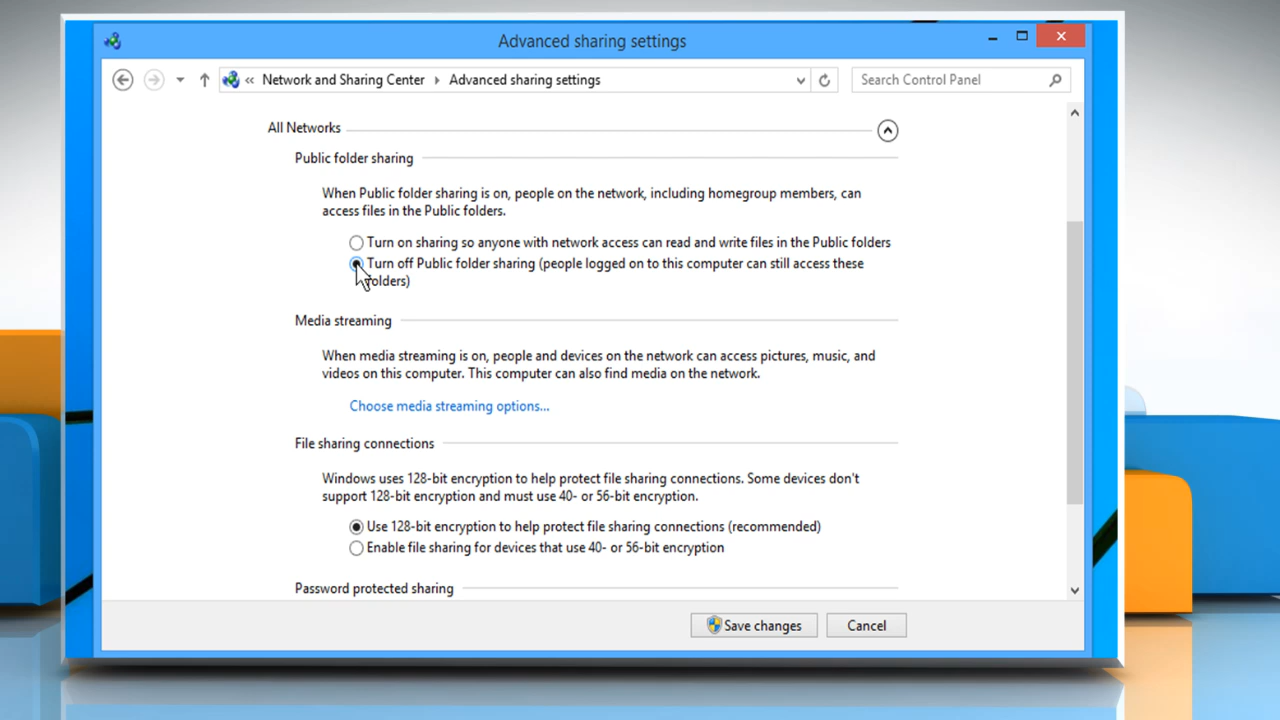 Advanced sharing settings
« Network and Sharing Center Advanced sharing settings
Search Control Panel
All Networks
Public folder sharing
When Public folder sharing is on, people on the network, including homegroup members, can
access files in the Public folders.
Turn on sharing so anyone with network access can read and write files in the Public folders
Turn off Public folder sharing (people logged on to this computer can still access these
folders)
Media streaming
When media streaming is on, people and devices on the network can access pictures, music, and
videos on this computer. This computer can also find media on the network.
Choose media streaming options...
File sharing connections
Windows uses 128-bit encryption to help protect file sharing connections. Some devices don't
support 128-bit encryption and must use 40- or 56-bit encryption.
Use 128-bit encryption to help protect file sharing connections (recommended)
Enable file sharing for devices that use 40- or 56-bit encryption
Password protected sharing
Save changes
Cancel